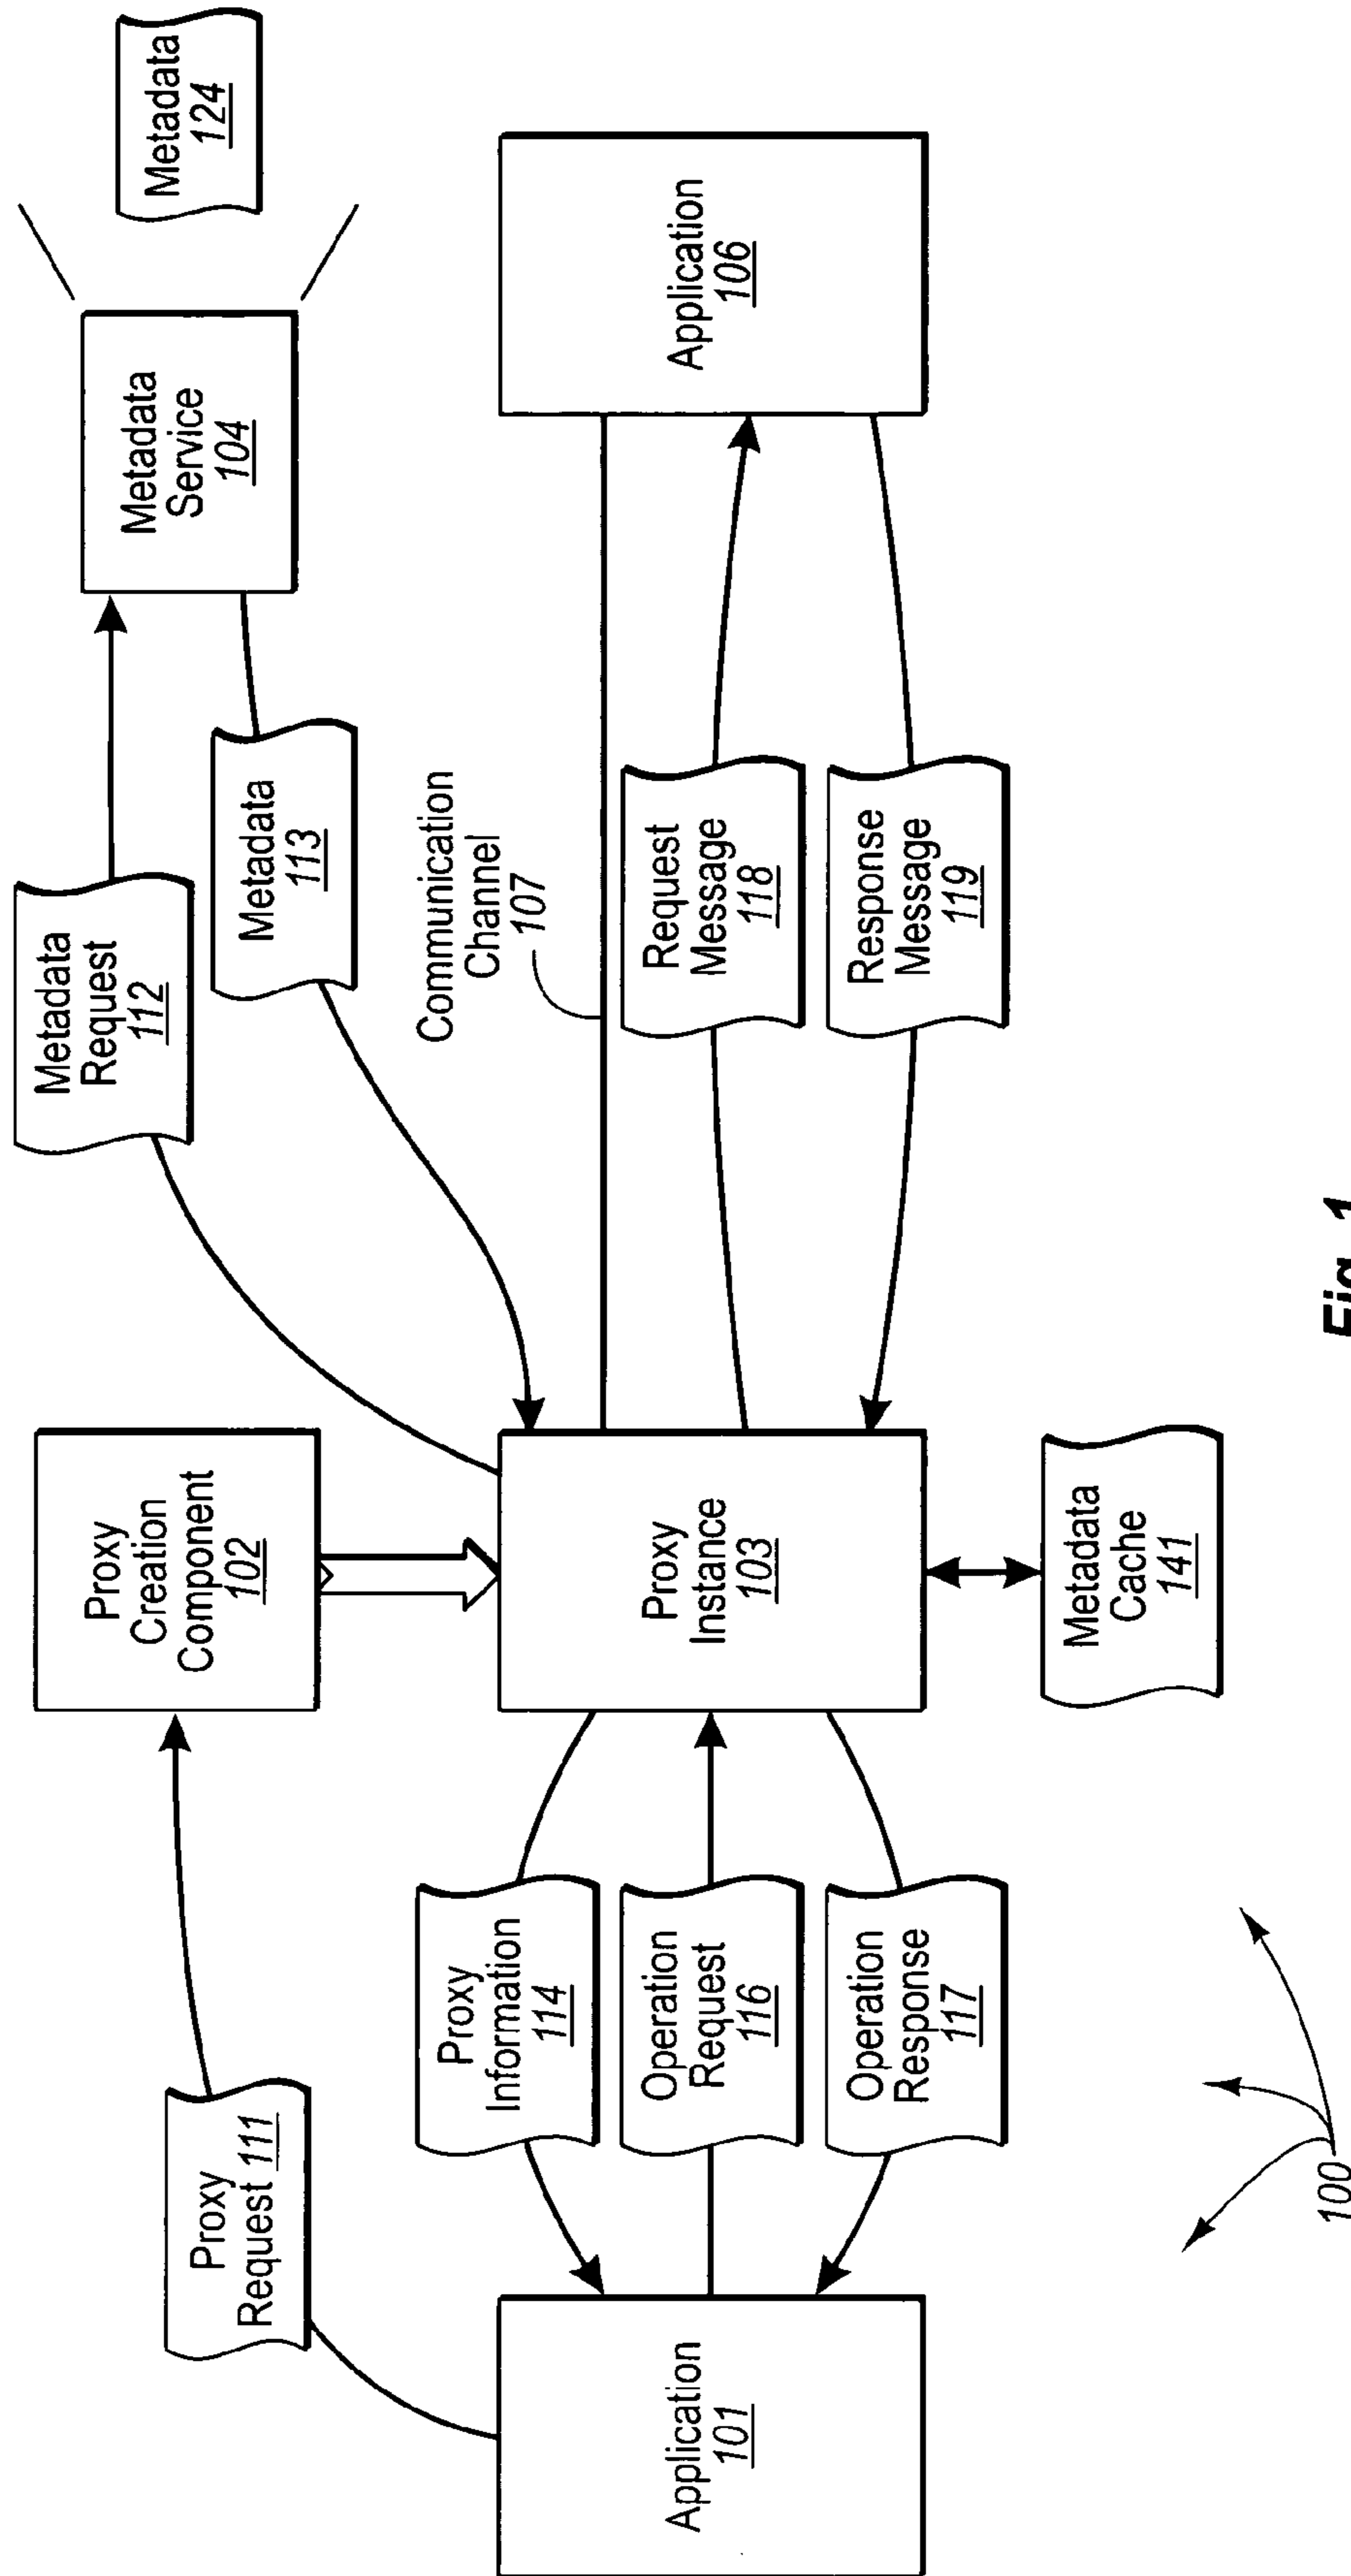 Metadata
124
Metadata
Service
104
Metadata
Request
112
Metadata
113
Proxy
Creation
Component
102
Proxy
Request 111
Communication
Channel
107
Application
106
Request
Message
118
Response
Message
119
Proxy
Instance
103
Proxy
Information
114
Operation
Request
116
Operation
Response
117
Application
101
Metadata
Cache
141
100
Fig. 1